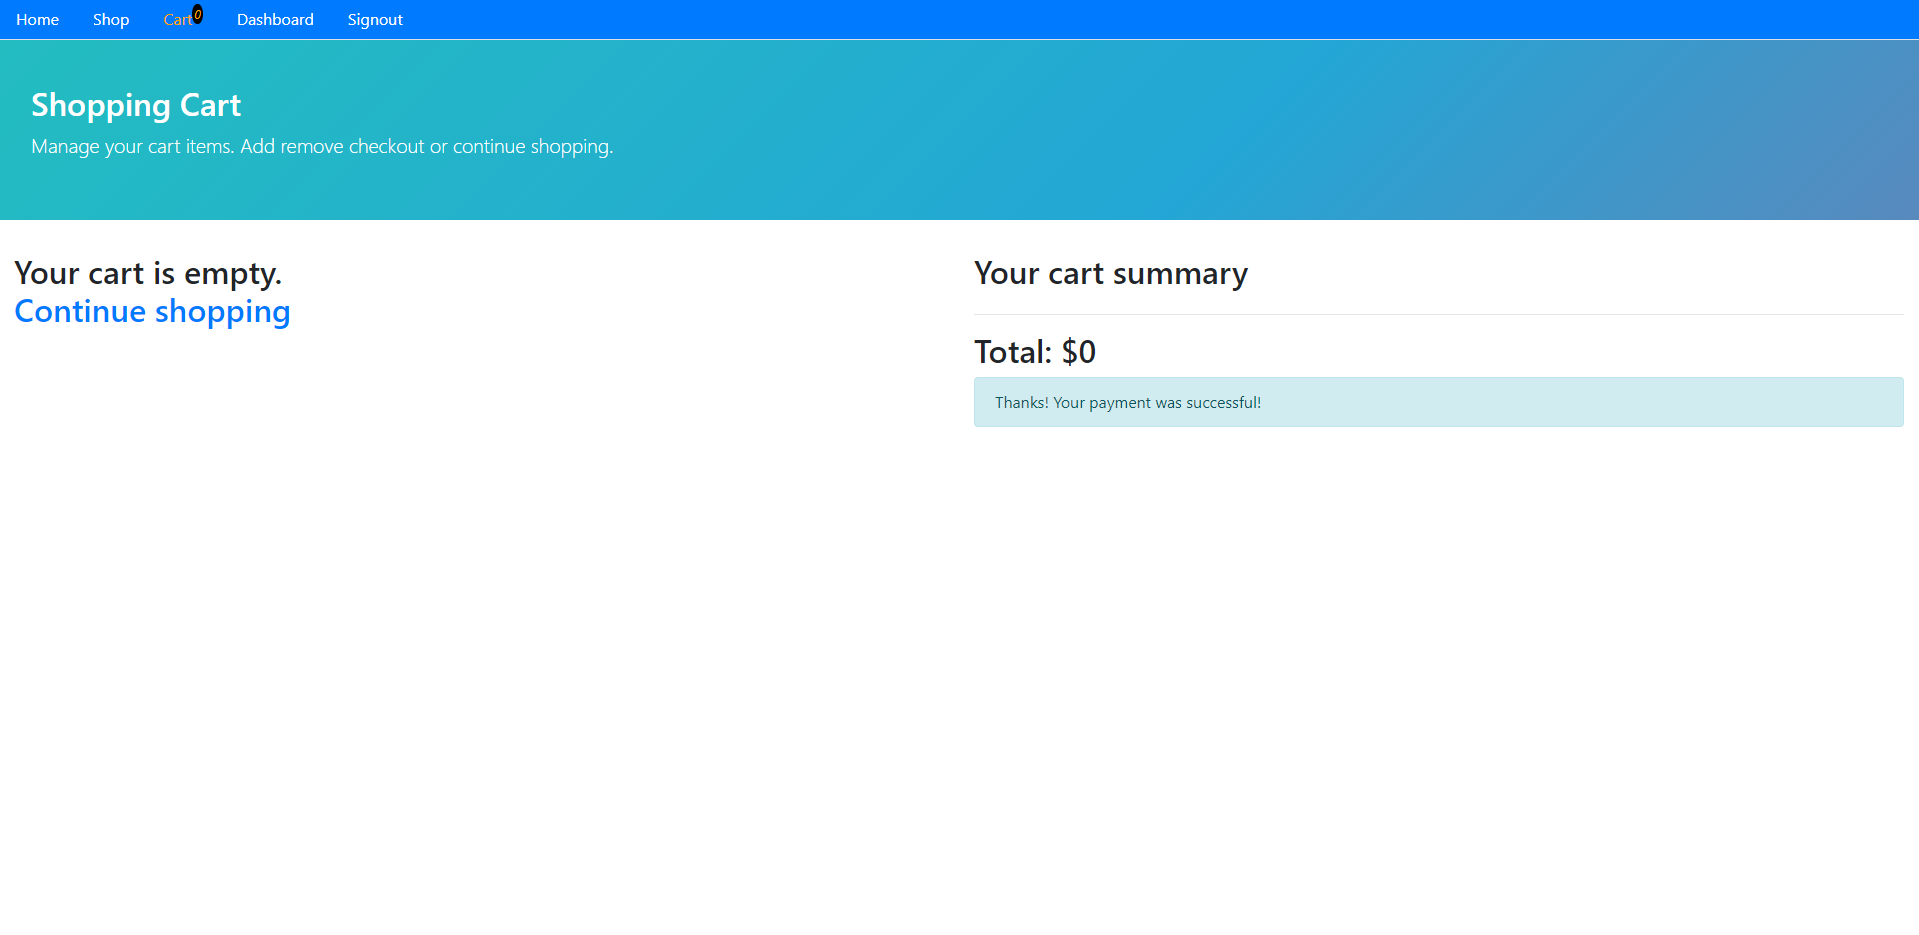 Home Shop Cart 0 Dashboard Signout
Shopping Cart
Manage your cart items. Add remove checkout or continue shopping.
Your cart is empty.
Continue shopping
Your cart summary
Total: $0
Thanks! Your payment was successful!